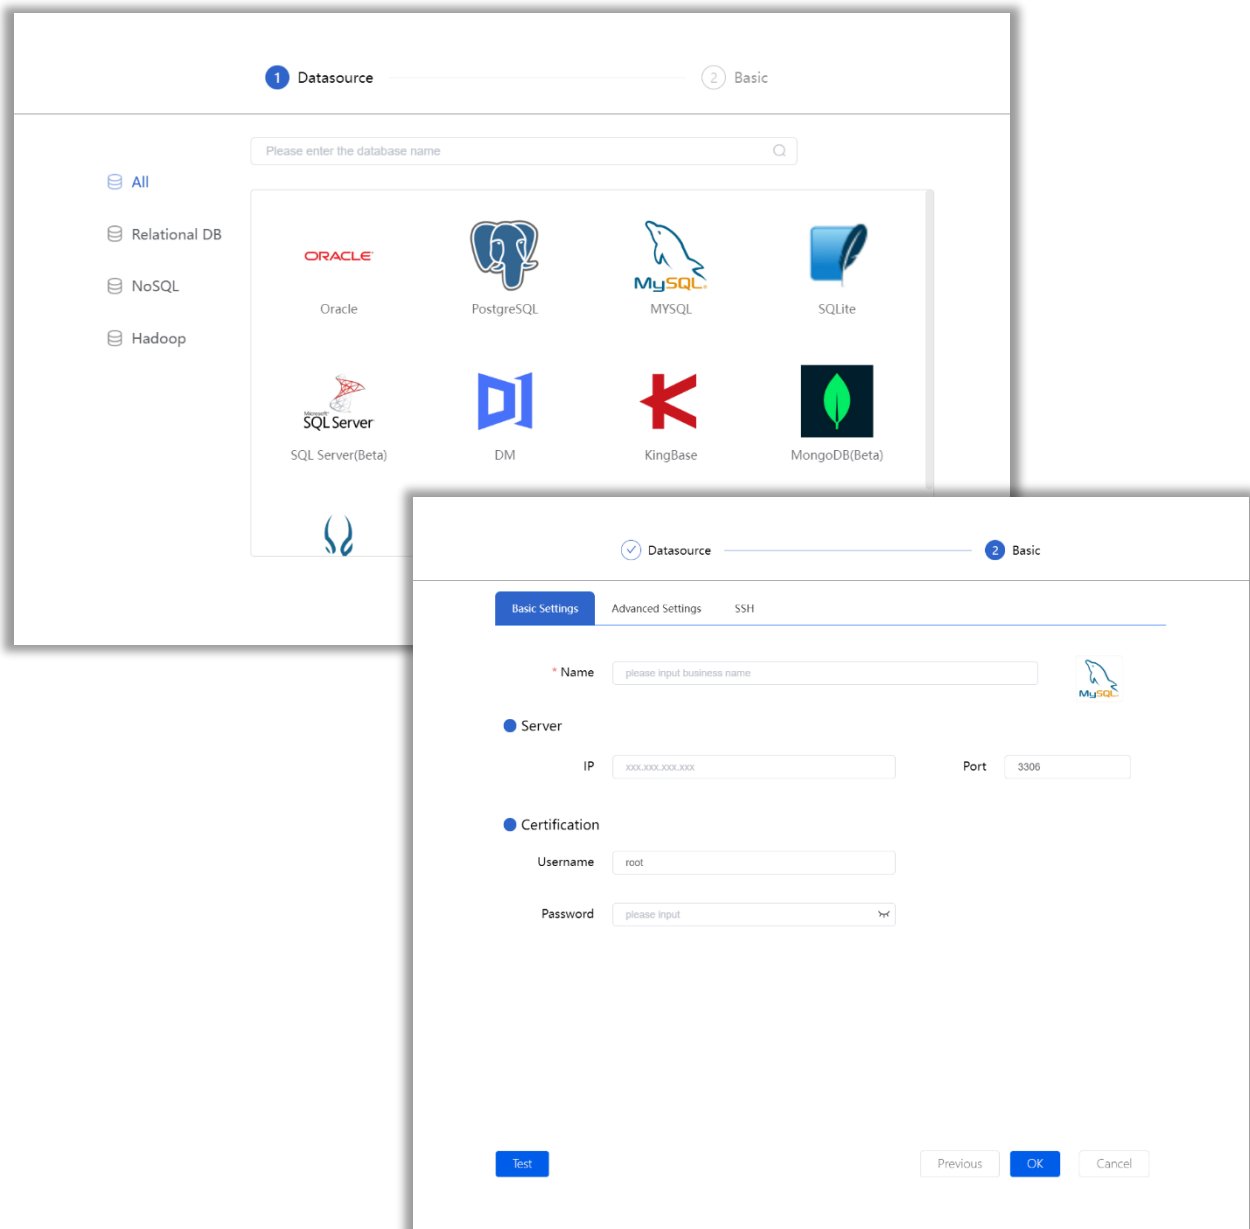 1 Datasource 2 Basic
Please enter the database name
All
Relational DB
NoSQL
Hadoop
ORACLE
MySQL
Oracle PostgreSQL MYSQL SQLite
Microsoft
SQL Server
SQL Server(Beta) DM KingBase MongoDB(Beta)
Datasource 2 Basic
Basic Settings Advanced Settings SSH
* Name please input business name
MySQL
Server
IP xxx.xxx.xxx.xxx Port 3306
Certification
Username root
Password please input
Test Previous OK Cancel